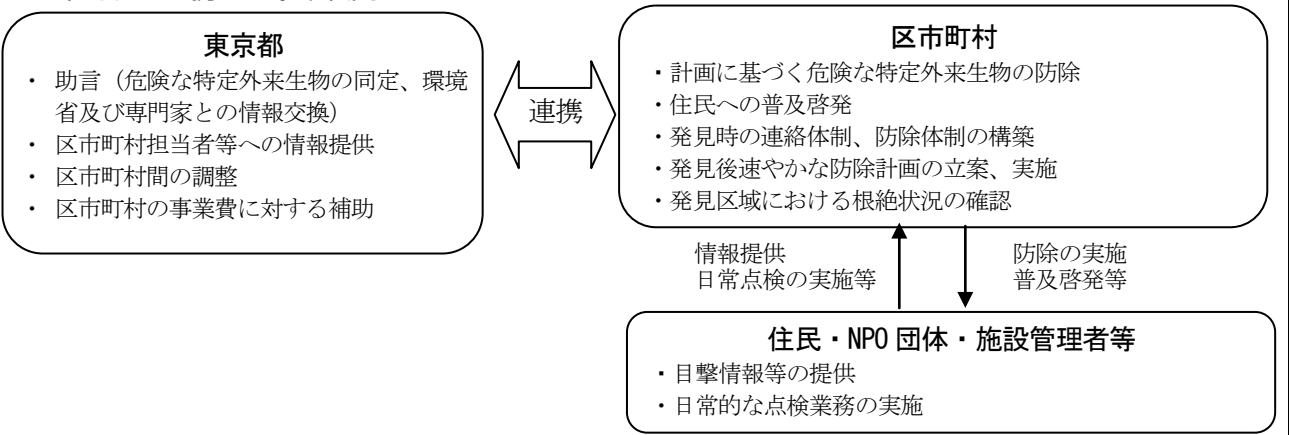 東京都
・ 助言（危険な特定外来生物の同定、環境
省及び専門家との情報交換）
・ 区市町村担当者等への情報提供
・ 区市町村間の調整
・ 区市町村の事業費に対する補助
連携
区市町村
・計画に基づく危険な特定外来生物の防除
・住民への普及啓発
・発見時の連絡体制、防除体制の構築
・発見後速やかな防除計画の立案、実施
・発見区域における根絶状況の確認
情報提供
日常点検の実施等
防除の実施
普及啓発等
住民・NPO 団体・施設管理者等
・目撃情報等の提供
・日常的な点検業務の実施